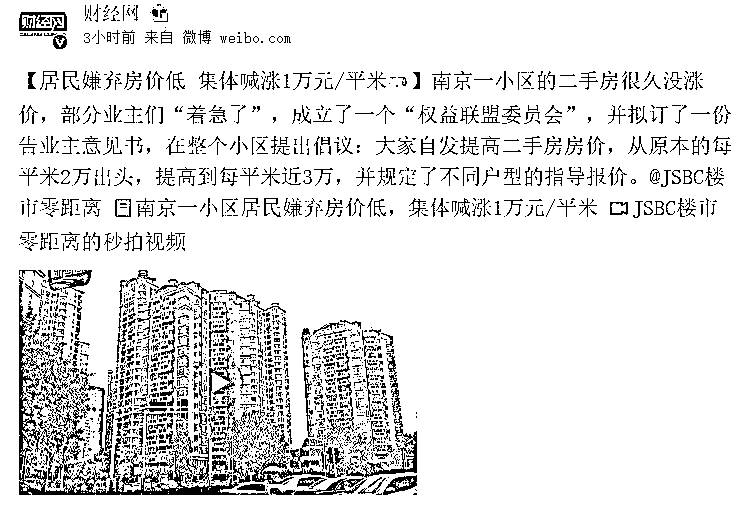 财经网
财经网
3小时前 来自 微博 weibo.com
【居民嫌弃房价低 集体喊涨1万元/平米】南京一小区的二手房很久没涨
价，部分业主们“着急了”，成立了一个“权益联盟委员会”，并拟订了一份
告业主意见书，在整个小区提出倡议：大家自发提高二手房房价，从原本的每
平米2万出头，提高到每平米近3万，并规定了不同户型的指导报价。@JSBC楼
市零距离 南京一小区居民嫌弃房价低，集体喊涨1万元/平米 JSBC楼市
零距离的秒拍视频